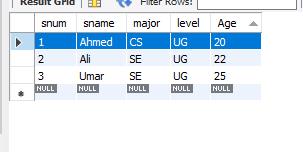 Result Grid Filter Rows:
snum sname major level Age
1 Ahmed CS UG 20
2 Ali SE UG 22
3 Umar SE UG 25
NULL NULL NULL NULL NULL